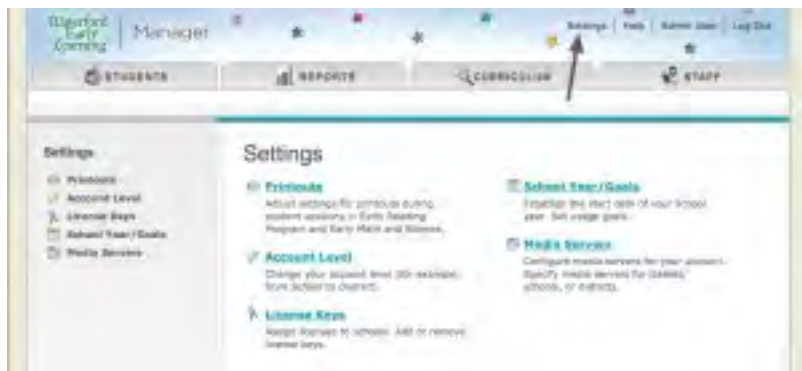 Waterford
Early
Learning
Manager
Settings | Help | Admin User | Log Out
STUDENTS
REPORTS
CURRICULUM
STAFF
Settings
Printouts
Account Level
License Keys
School Year/Goals
Media Servers
Settings
Printouts
Adjust settings for printouts during
student sessions in Early Reading
Program and Early Math and Science.
Account Level
Change your account level (for example,
from school to district).
License Keys
Assign licenses to schools. Add or remove
license keys.
School Year/Goals
Establish the start date of your school
year. Set usage goals.
Media Servers
Configure media servers for your account.
Specify media servers for
schools, or districts.